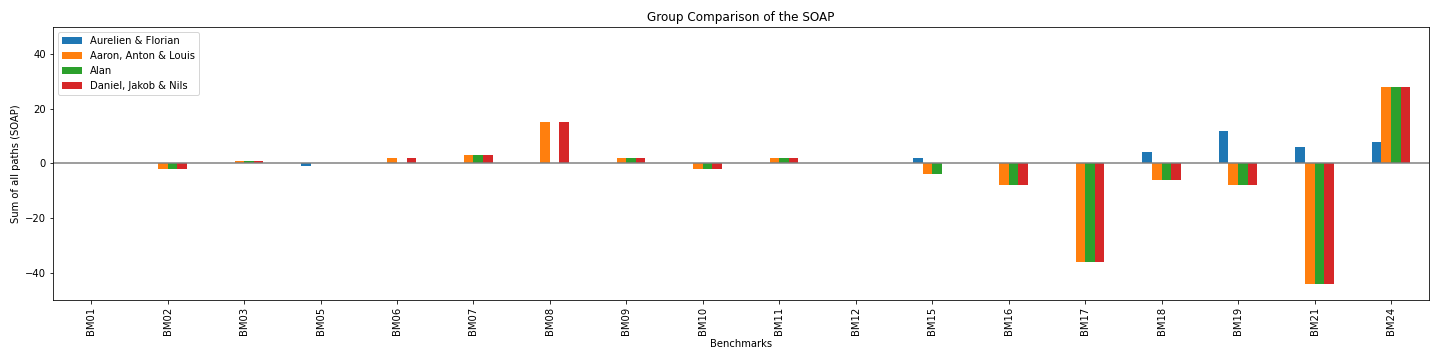 Group Comparison of the SOAP
Aurelien & Florian
Aaron, Anton & Louis
Alan
Daniel, Jakob & Nils
Sum of all paths (SOAP)
40
20
0
−20
−40
BM01
BM02
BM03
BM05
BM06
BM07
BM08
BM09
BM10
BM11
BM12
BM15
BM16
BM17
BM18
BM19
BM21
BM24
Benchmarks